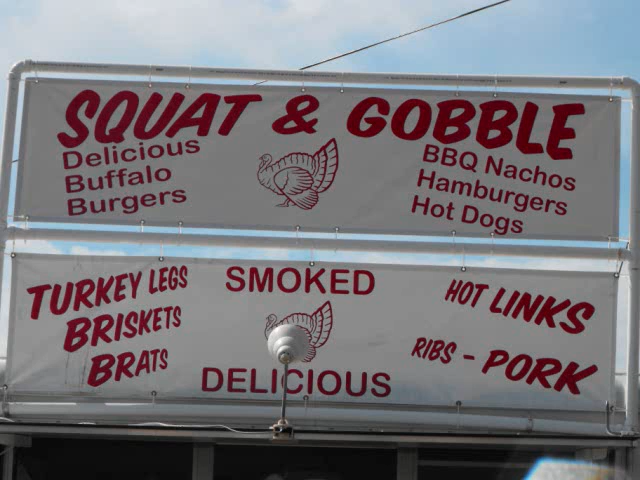 SQUAT & GOBBLE
Delicious
Buffalo
Burgers
BBQ Nachos
Hamburgers
Hot Dogs
TURKEY LEGS
BRISKETS
BRATS
SMOKED
DELICIOUS
HOT LINKS
RIBS - PORK